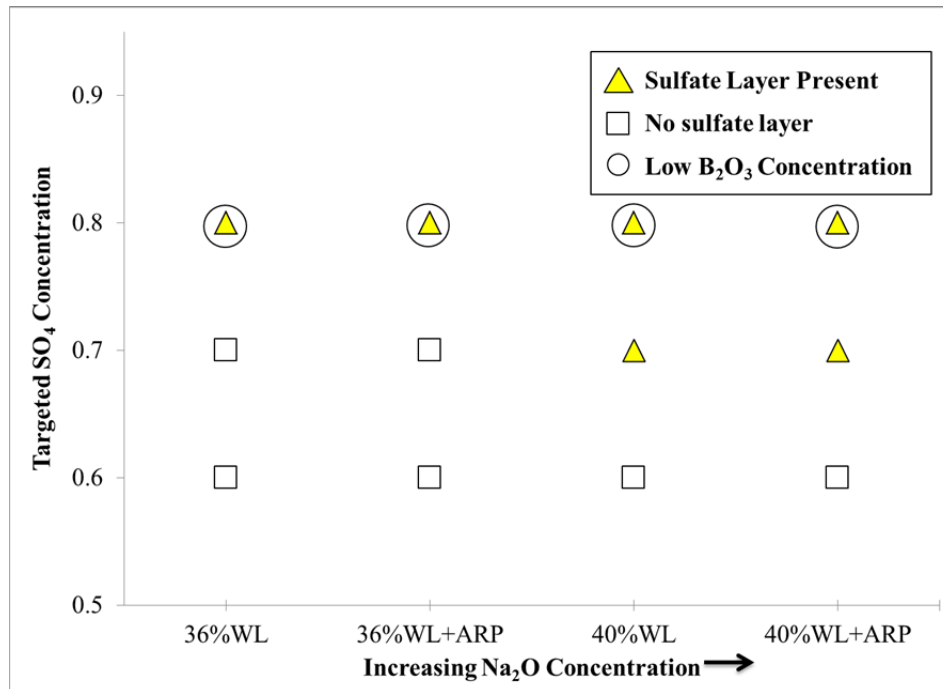 Sulfate Layer Present
No sulfate layer
Low B₂O₃ Concentration
Targeted SO₄ Concentration
0.9
0.8
0.7
0.6
0.5
36%WL 36%WL+ARP 40%WL 40%WL+ARP
Increasing Na₂O Concentration